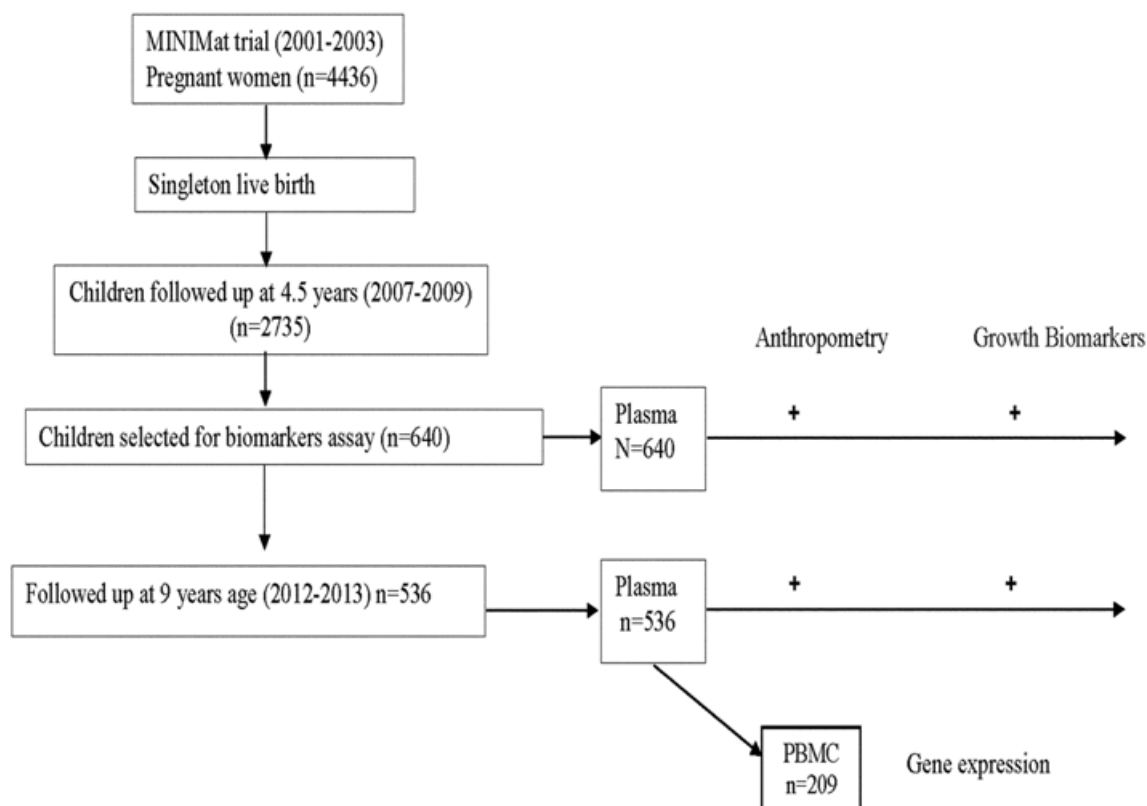 MINIMat trial (2001-2003)
Pregnant women (n=4436)
Singleton live birth
Children followed up at 4.5 years (2007-2009)
(n=2735)
Anthropometry
Growth Biomarkers
Children selected for biomarkers assay (n=640)
Plasma
N=640
+
+
Followed up at 9 years age (2012-2013) n=536
Plasma
n=536
+
+
PBMC
n=209
Gene expression